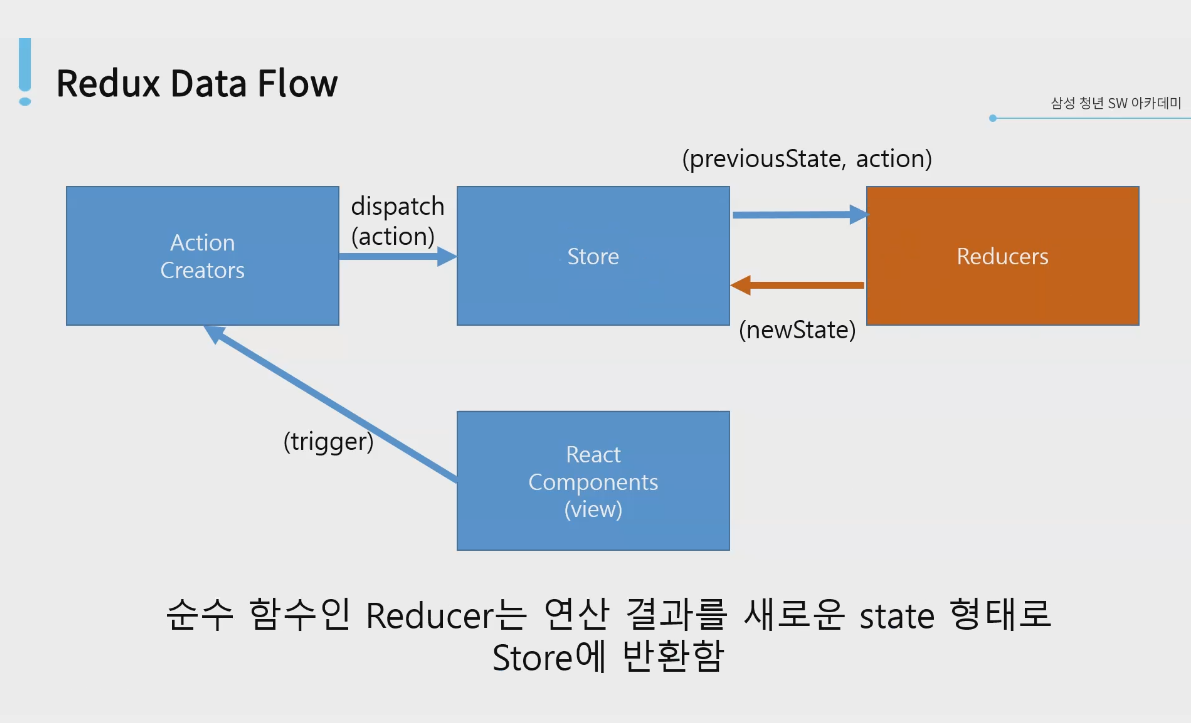 Redux Data Flow
삼성 청년 SW 아카데미
(previousState, action)
dispatch
(action)
Action
Creators
Store
Reducers
(newState)
(trigger)
React
Components
(view)
순수 함수인 Reducer는 연산 결과를 새로운 state 형태로
Store에 반환함